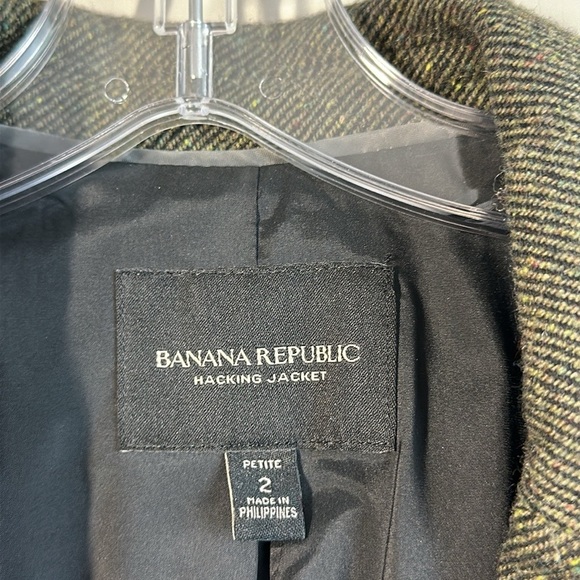 BANANA REPUBLIC
HACKING JACKET
PETITE
2
MADE IN
PHILIPPINES